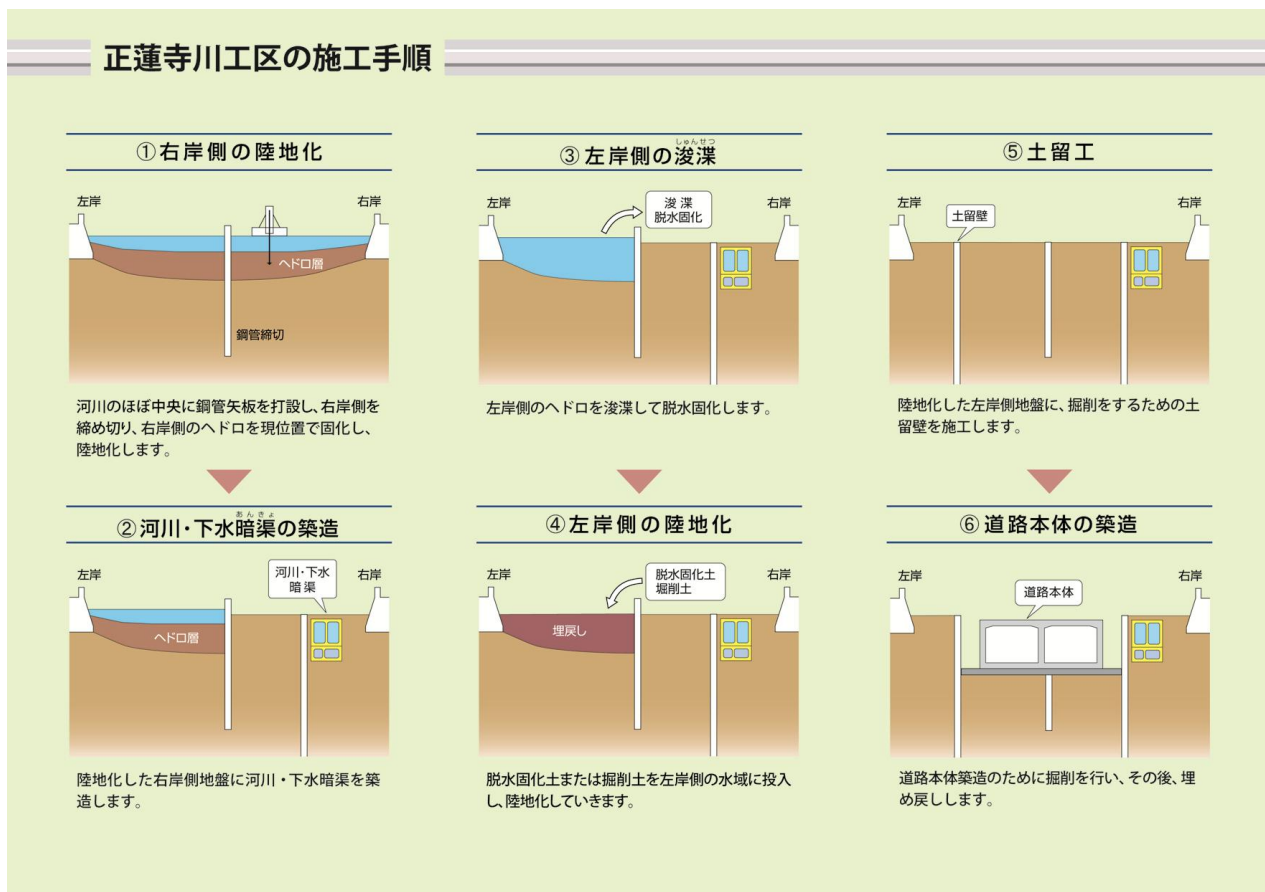 正蓮寺川工区の施工手順
①右岸側の陸地化
左岸
右岸
ヘドロ層
鋼管締切
河川のほぼ中央に鋼管矢板を打設し、右岸側を
締め切り、右岸側のヘドロを現位置で固化し、
陸地化します。
あんきょ
②河川・下水暗渠の築造
左岸
河川・下水
暗渠
右岸
ヘドロ層
陸地化した右岸側地盤に河川・下水暗渠を築
造します。
しゅんせつ
③左岸側の浚渫
左岸
浚渫
脱水固化
右岸
左岸側のヘドロを浚渫して脱水固化します。
④左岸側の陸地化
左岸
脱水固化土
掘削土
右岸
埋戻し
脱水固化土または掘削土を左岸側の水域に投入
し、陸地化していきます。
⑤土留工
左岸
土留壁
右岸
陸地化した左岸側地盤に、掘削をするための土
留壁を施工します。
⑥道路本体の築造
左岸
道路本体
右岸
道路本体築造のために掘削を行い、その後、埋
め戻しします。